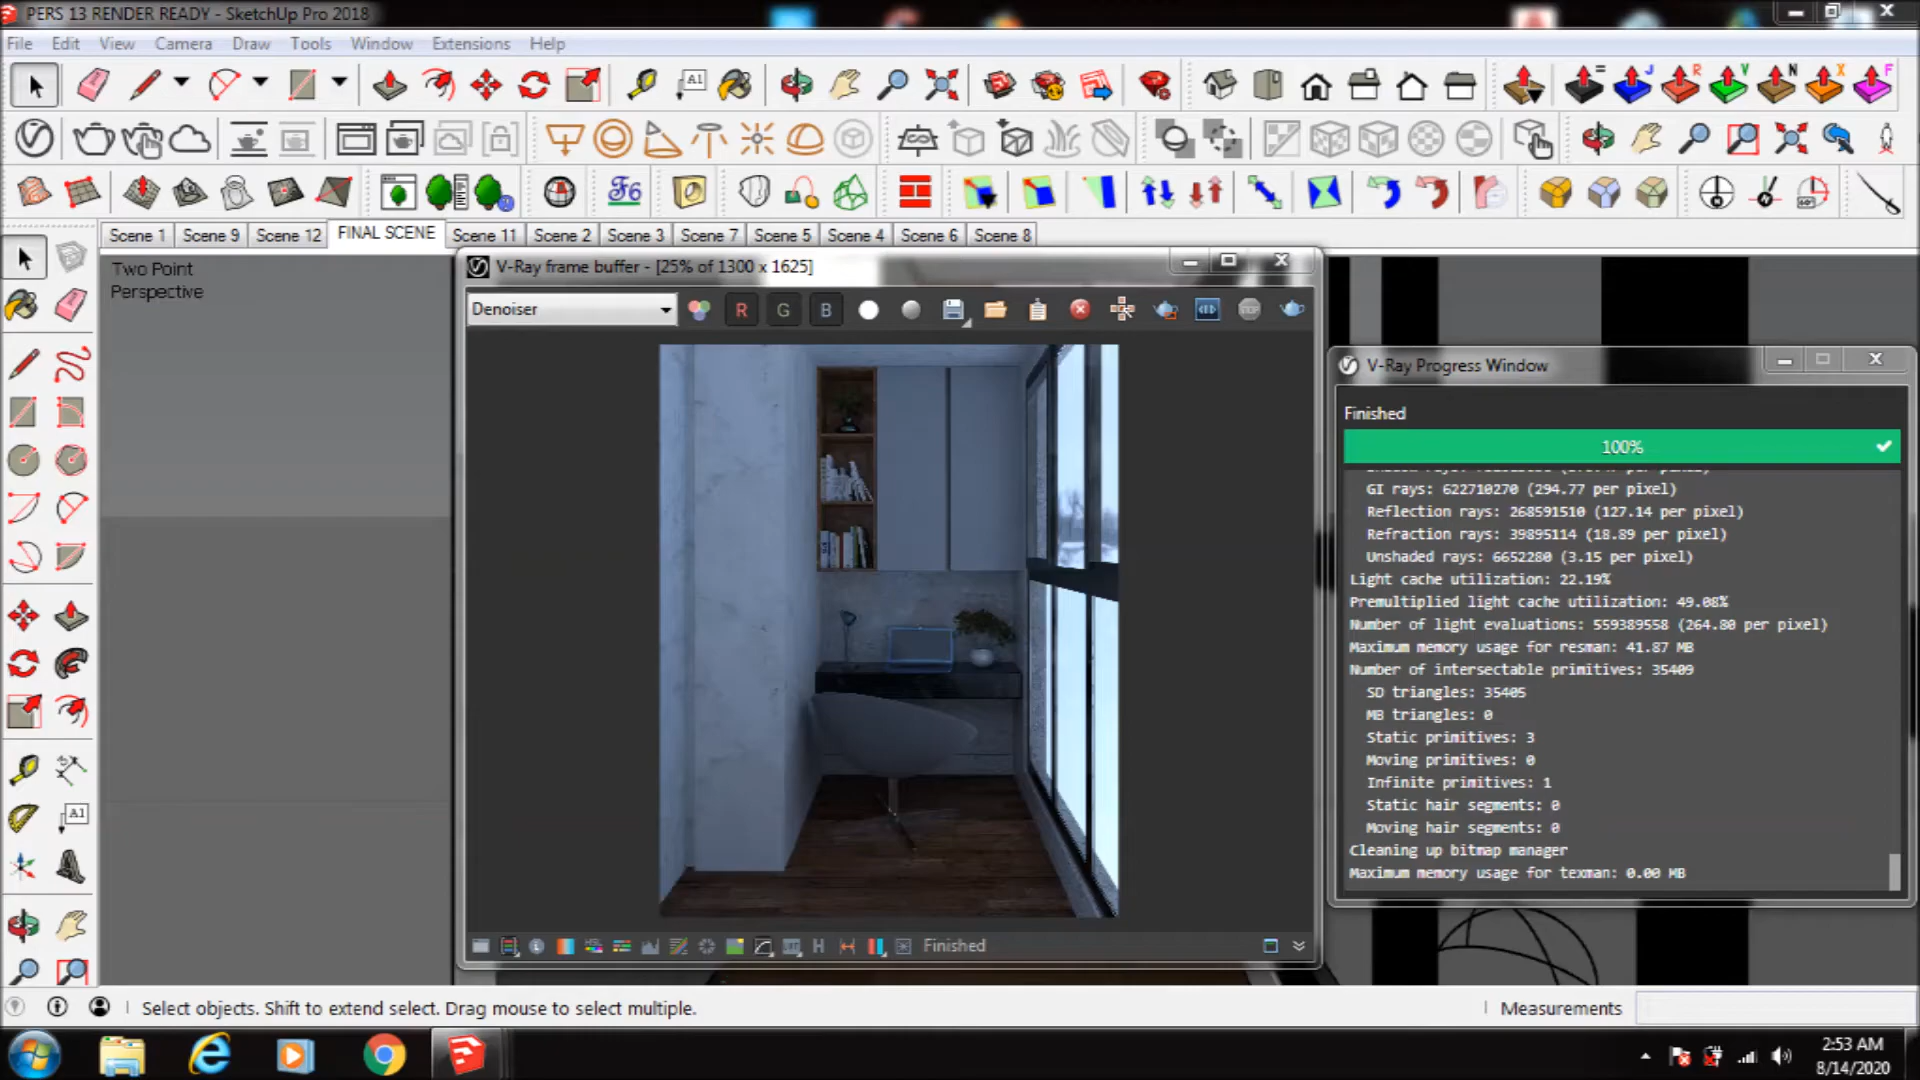 PERS 13 RENDER READY - SketchUp Pro 2018
File Edit View Camera Draw Tools Window Extensions Help
A1
= J R V N X F
F6
Scene 1 Scene 9 Scene 12 FINAL SCENE Scene 11 Scene 2 Scene 3 Scene 7 Scene 5 Scene 4 Scene 6 Scene 8
Two Point
Perspective
V-Ray frame buffer - [25% of 1300 x 1625]
Denoiser
R G B
STOP
V-Ray Progress Window
Finished
100%
GI rays: 622710270 (294.77 per pixel)
Reflection rays: 268591510 (127.14 per pixel)
Refraction rays: 39895114 (18.89 per pixel)
Unshaded rays: 6652280 (3.15 per pixel)
Light cache utilization: 22.19%
Premultiplied light cache utilization: 49.08%
Number of light evaluations: 559389558 (264.80 per pixel)
Maximum memory usage for resman: 41.87 MB
Number of intersectable primitives: 35409
SD triangles: 35405
MB triangles: 0
Static primitives: 3
Moving primitives: 0
Infinite primitives: 1
Static hair segments: 0
Moving hair segments: 0
Cleaning up bitmap manager
Maximum memory usage for texman: 0.00 MB
A1
H
Finished
Select objects. Shift to extend select. Drag mouse to select multiple.
Measurements
2:53 AM
8/14/2020